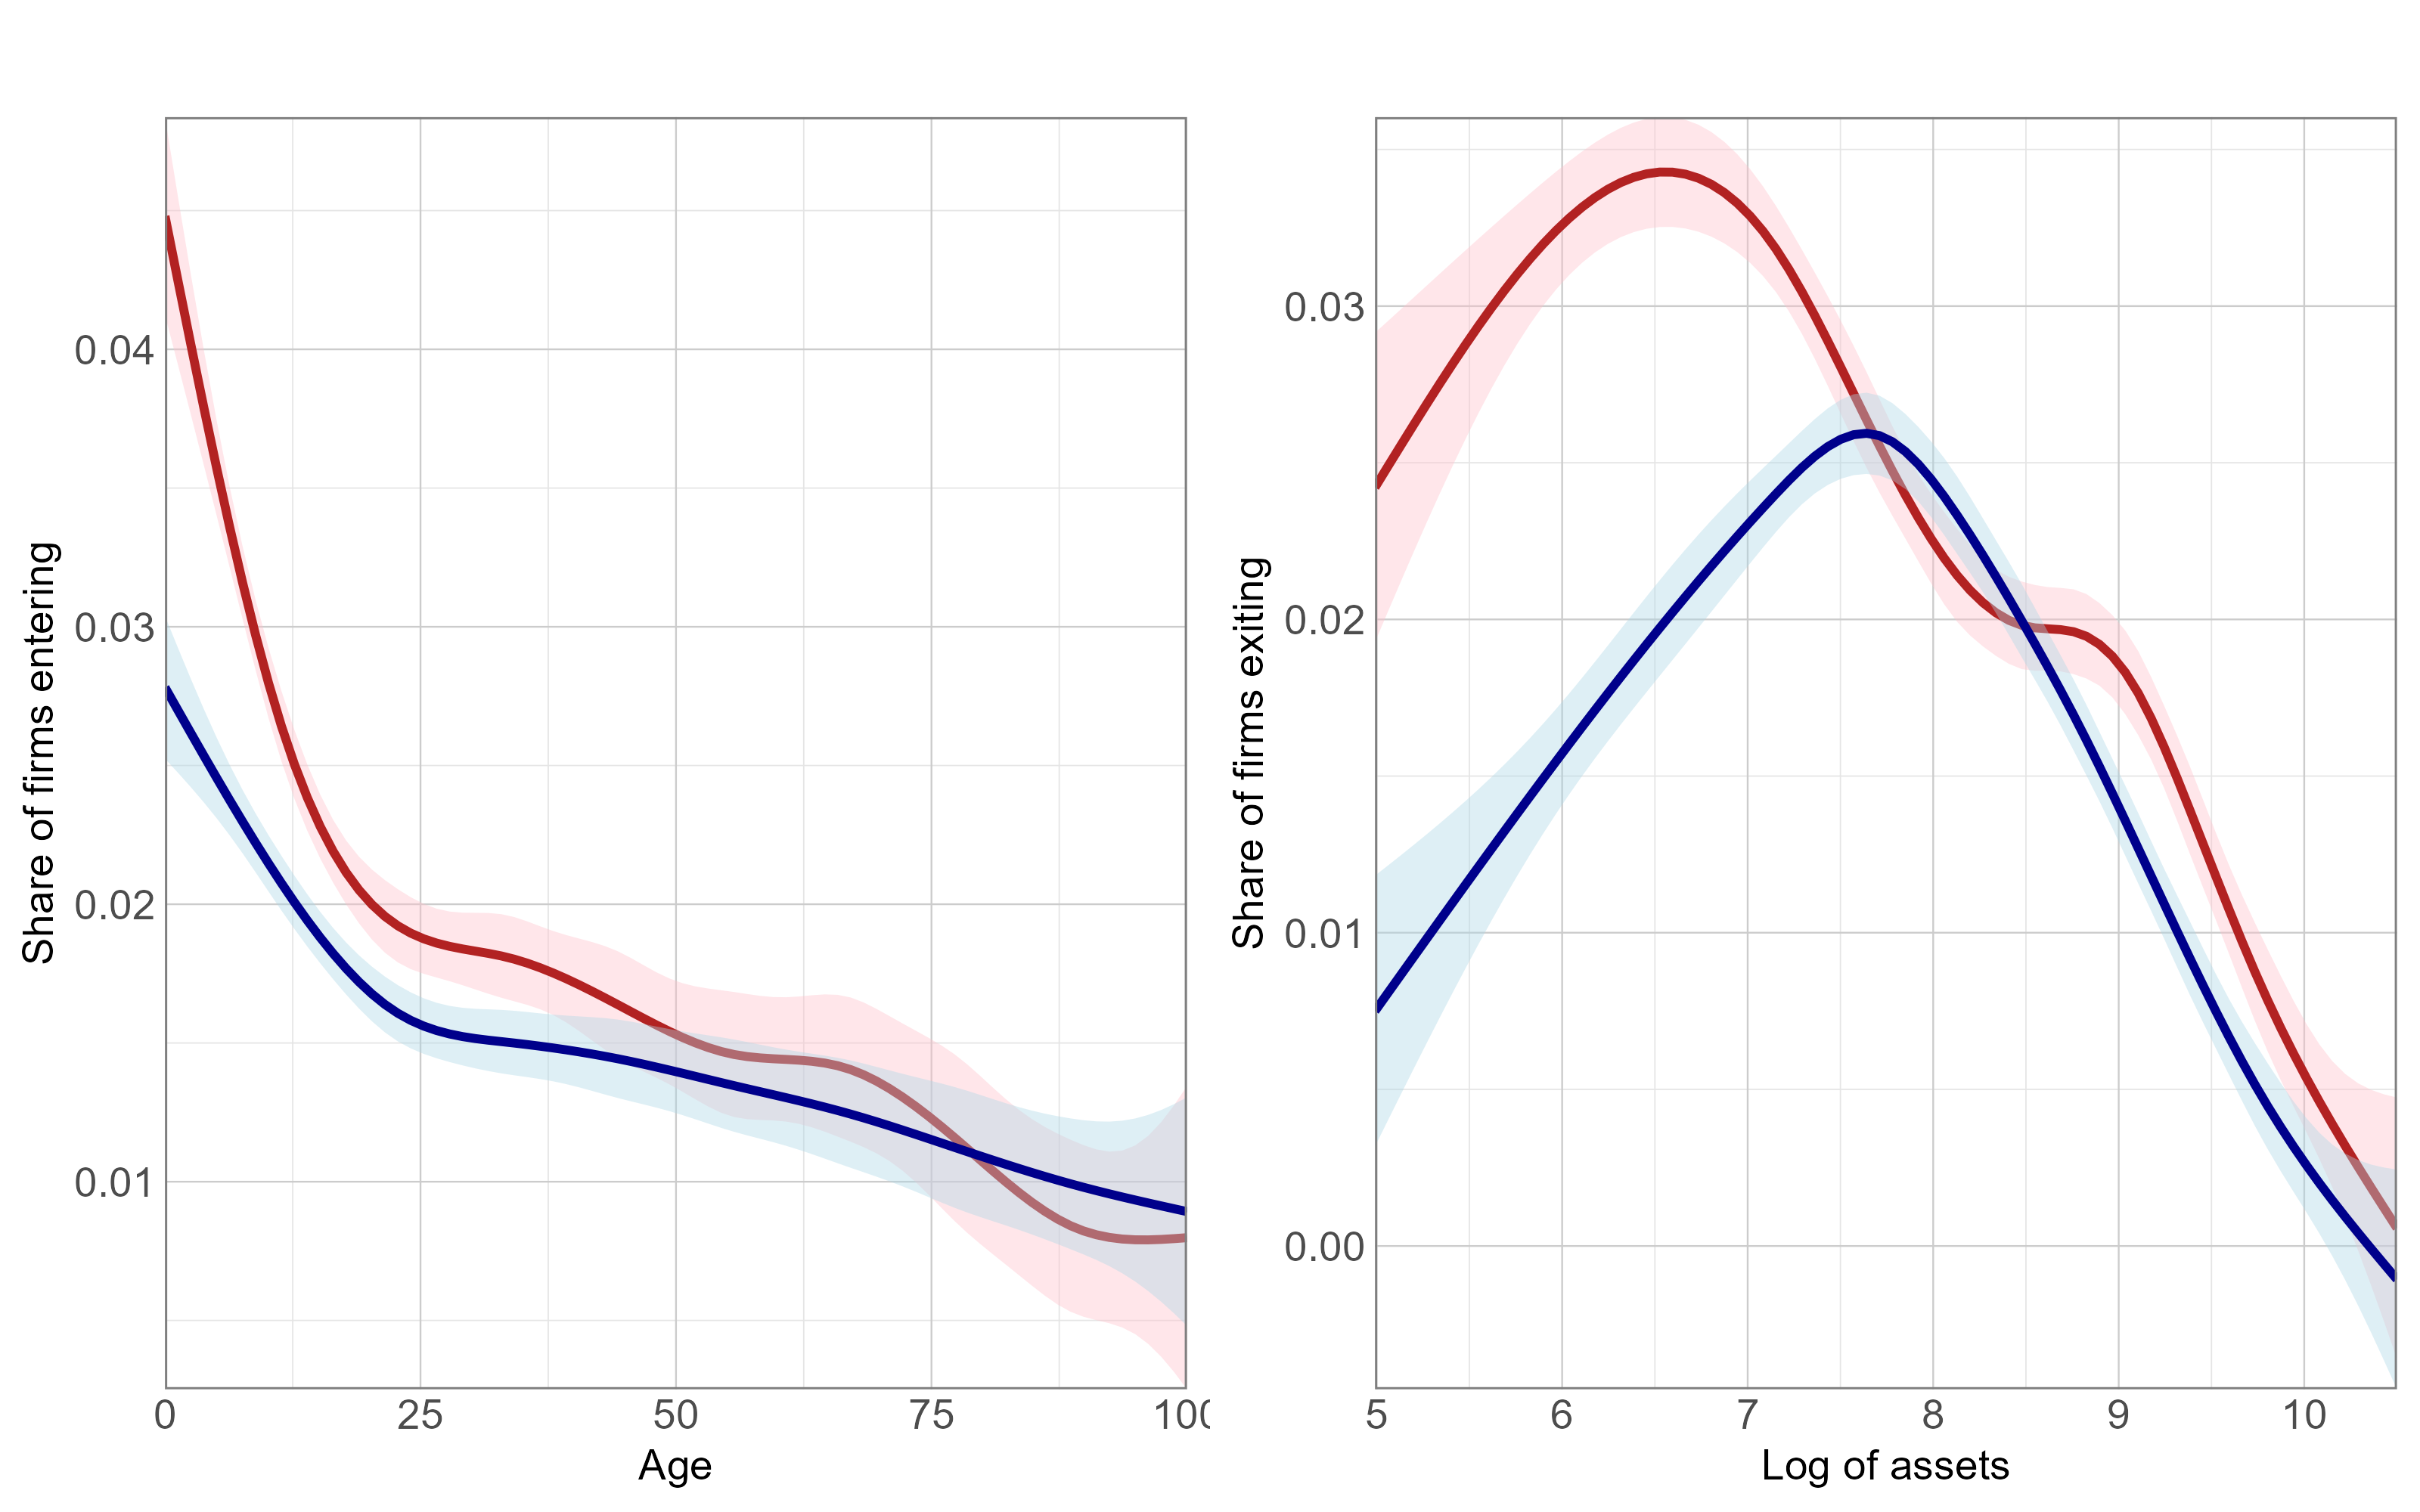 Share of firms entering
0.04
0.03
0.02
0.01
0 25 50 75 100
Age
Share of firms exiting
0.03
0.02
0.01
0.00
5 6 7 8 9 10
Log of assets